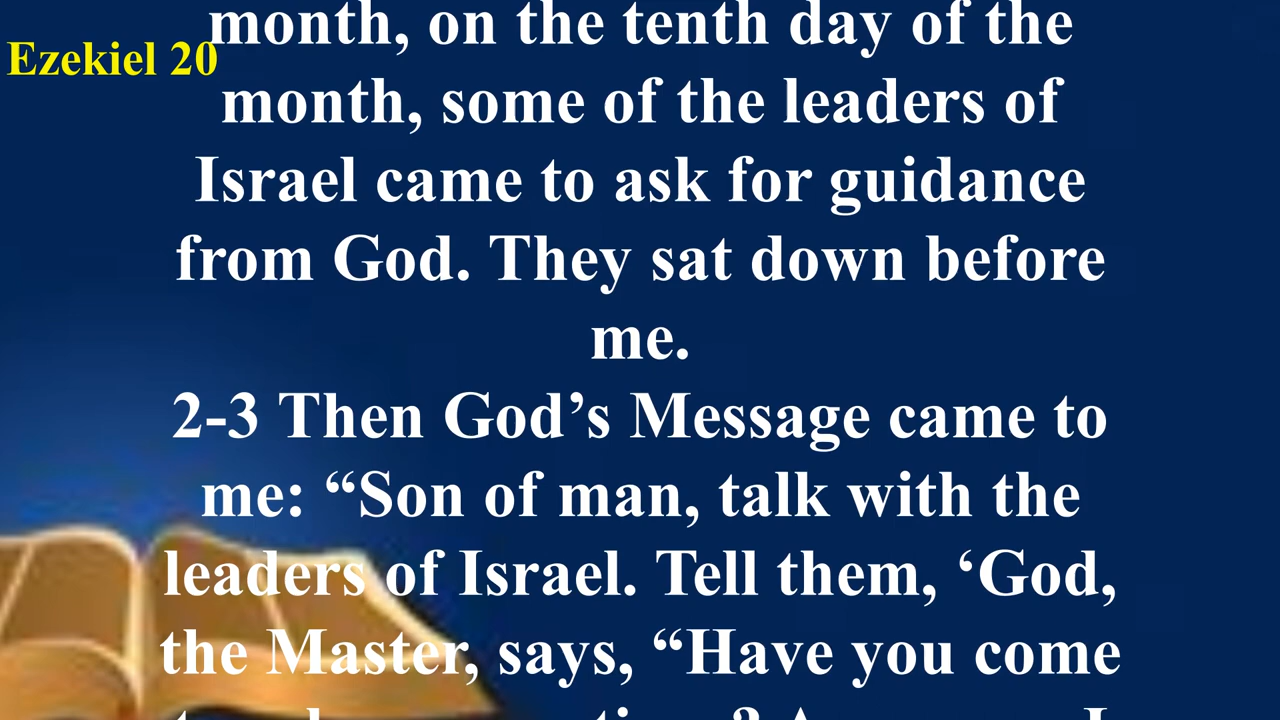 Ezekiel 20
month, on the tenth day of the
month, some of the leaders of
Israel came to ask for guidance
from God. They sat down before
me.
2-3 Then God’s Message came to
me: “Son of man, talk with the
leaders of Israel. Tell them, ‘God,
the Master, says, “Have you come